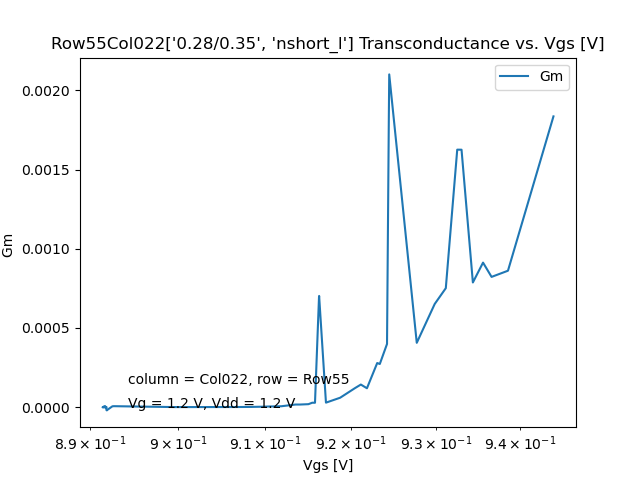 Row55Col022['0.28/0.35', 'nshort_l'] Transconductance vs. Vgs [V]
Gm
0.0020
0.0015
0.0010
0.0005
0.0000
Gm
column = Col022, row = Row55
Vg = 1.2 V, Vdd = 1.2 V
8.9 × 10⁻¹ 9 × 10⁻¹ 9.1 × 10⁻¹ 9.2 × 10⁻¹ 9.3 × 10⁻¹ 9.4 × 10⁻¹
Vgs [V]